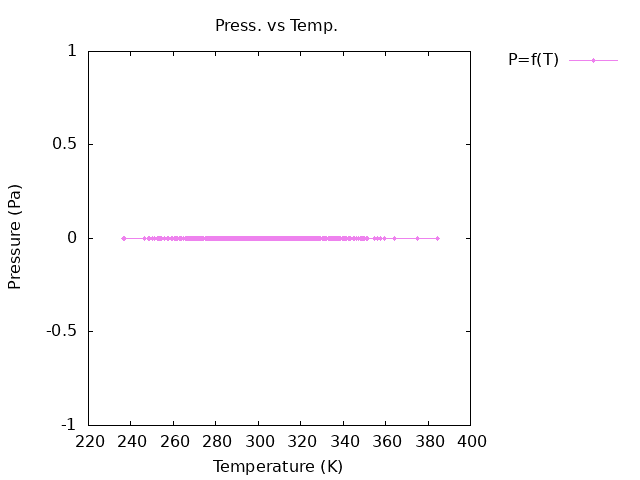 Press. vs Temp.
P=f(T)
1
0.5
0
-0.5
-1
Pressure (Pa)
220 240 260 280 300 320 340 360 380 400
Temperature (K)